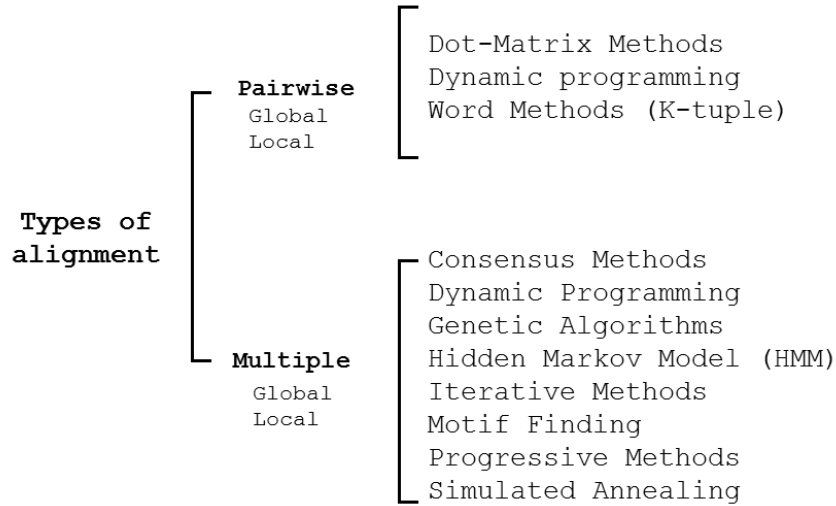 Types of
alignment
Pairwise
Global
Local
Dot-Matrix Methods
Dynamic programming
Word Methods (K-tuple)
Multiple
Global
Local
Consensus Methods
Dynamic Programming
Genetic Algorithms
Hidden Markov Model (HMM)
Iterative Methods
Motif Finding
Progressive Methods
Simulated Annealing